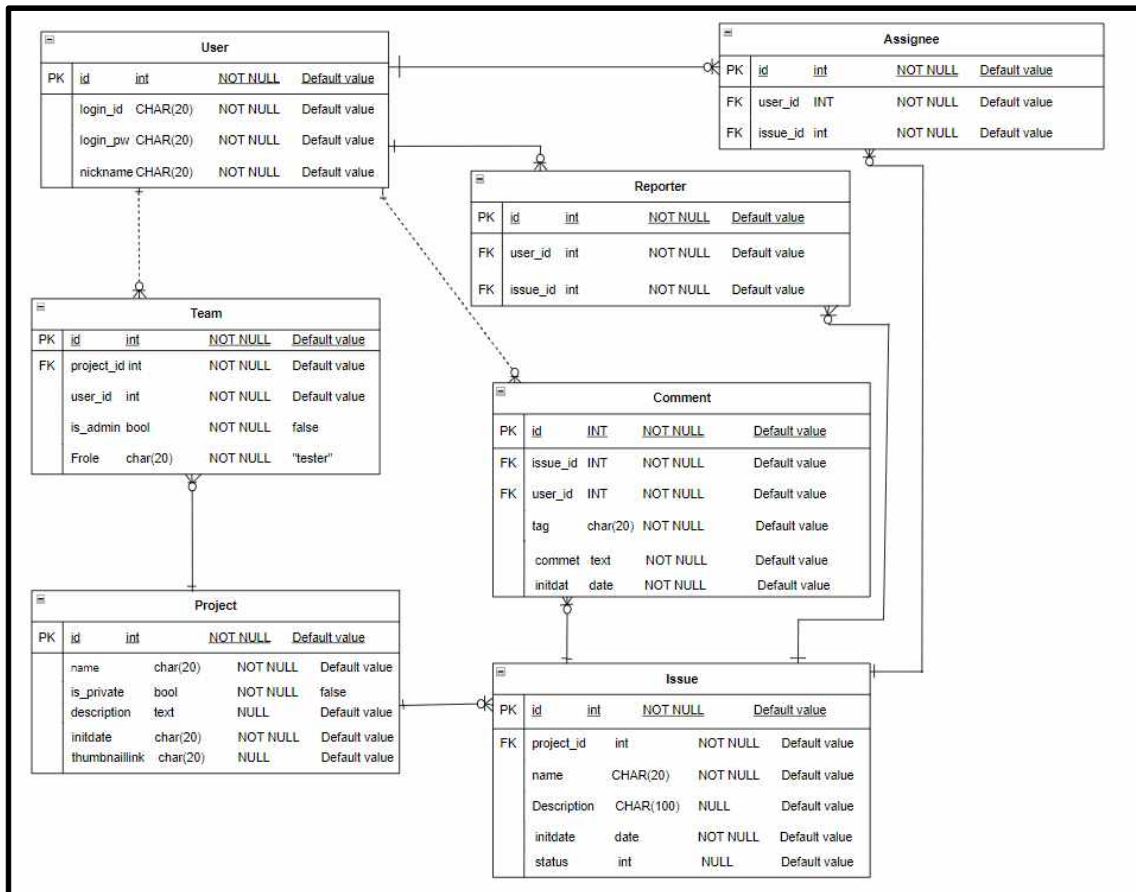 User
PK id int NOT NULL Default value
login_id CHAR(20) NOT NULL Default value
login_pw CHAR(20) NOT NULL Default value
nickname CHAR(20) NOT NULL Default value
Assignee
PK id int NOT NULL Default value
FK user_id INT NOT NULL Default value
FK issue_id int NOT NULL Default value
Reporter
PK id int NOT NULL Default value
FK user_id int NOT NULL Default value
FK issue_id int NOT NULL Default value
Team
PK id int NOT NULL Default value
FK project_id int NOT NULL Default value
user_id int NOT NULL Default value
is_admin bool NOT NULL false
Frole char(20) NOT NULL "tester"
Comment
PK id INT NOT NULL Default value
FK issue_id INT NOT NULL Default value
FK user_id INT NOT NULL Default value
tag char(20) NOT NULL Default value
commet text NOT NULL Default value
initdat date NOT NULL Default value
Project
PK id int NOT NULL Default value
name char(20) NOT NULL Default value
is_private bool NOT NULL false
description text NULL Default value
initdate char(20) NOT NULL Default value
thumbnaillink char(20) NULL Default value
Issue
PK id int NOT NULL Default value
FK project_id int NOT NULL Default value
name CHAR(20) NOT NULL Default value
Description CHAR(100) NULL Default value
initdate date NOT NULL Default value
status int NULL Default value